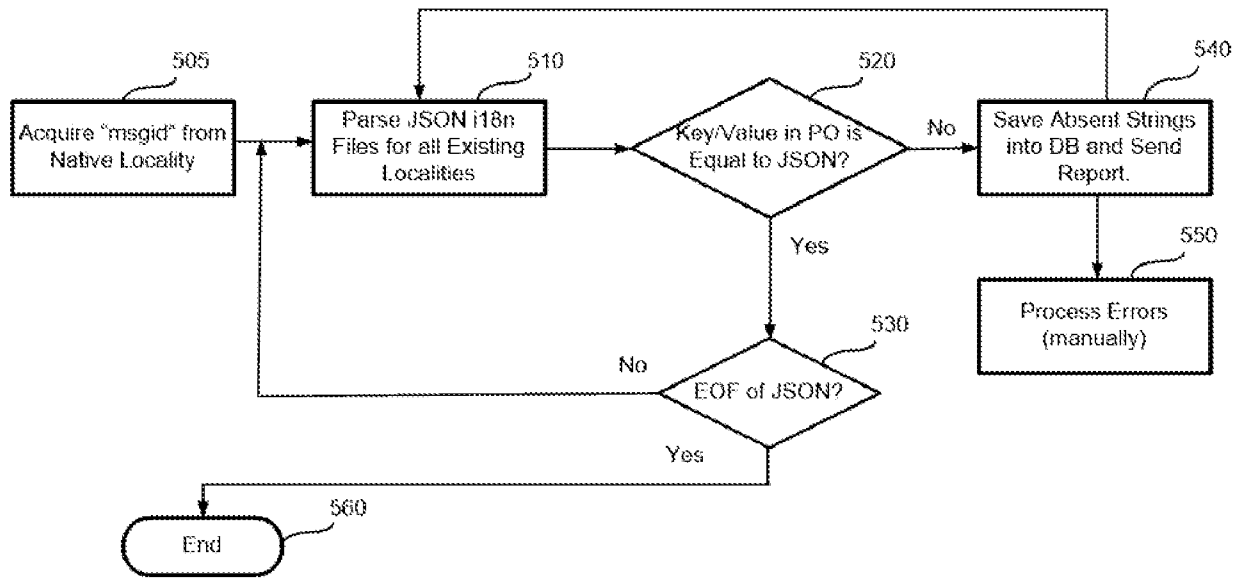 505
Acquire "msgid" from
Native Locality
510
Parse JSON i18n
Files for all Existing
Localities
520
Key/Value in PO is
Equal to JSON?
No
540
Save Absent Strings
into DB and Send
Report.
Yes
550
Process Errors
(manually)
530
EOF of JSON?
No
Yes
560
End